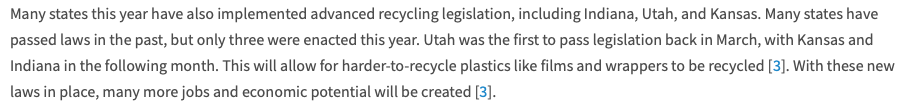 Many states this year have also implemented advanced recycling legislation, including Indiana, Utah, and Kansas. Many states have
passed laws in the past, but only three were enacted this year. Utah was the first to pass legislation back in March, with Kansas and
Indiana in the following month. This will allow for harder-to-recycle plastics like films and wrappers to be recycled [3]. With these new
laws in place, many more jobs and economic potential will be created [3].